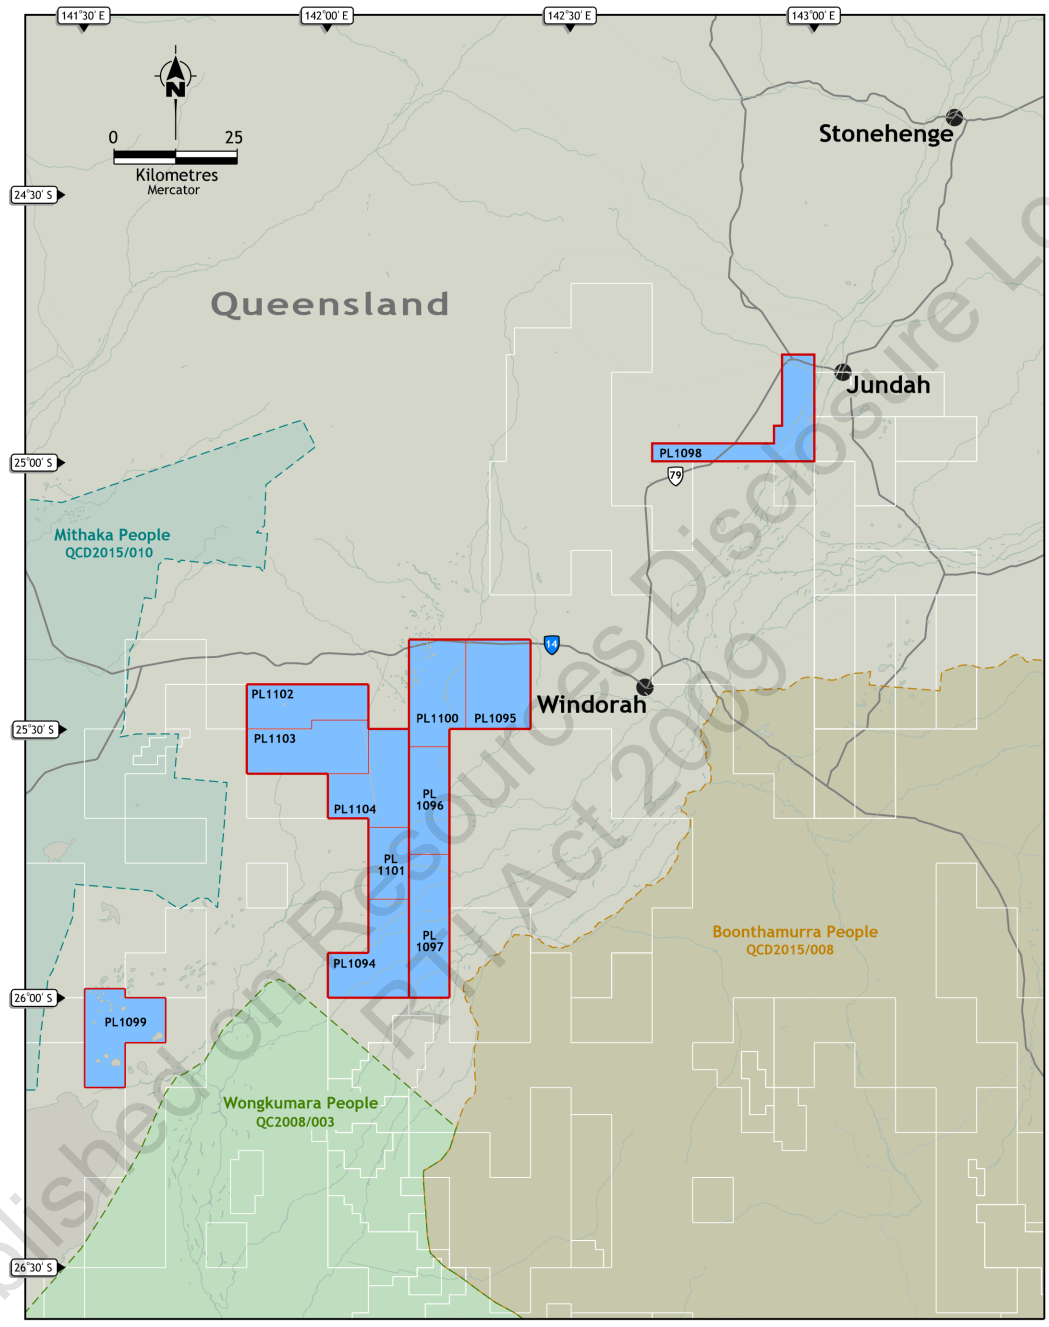 141°30' E
142°00' E
142°30' E
143°00' E
N
0
25
Kilometres
Mercator
Stonehenge
24°30' S
Queensland
Jundah
PL1098
25°00' S
79
Mithaka People
QCD2015/010
14
Windorah
PL1102
PL1100
PL1095
25°30' S
PL1103
PL
1096
PL1104
PL
1101
Boonthamurra People
QCD2015/008
PL
1097
PL1094
26°00' S
PL1099
Wongkumara People
QC2008/003
26°30' S
blished on Resources Disclosure Lo
RTI Act 2009